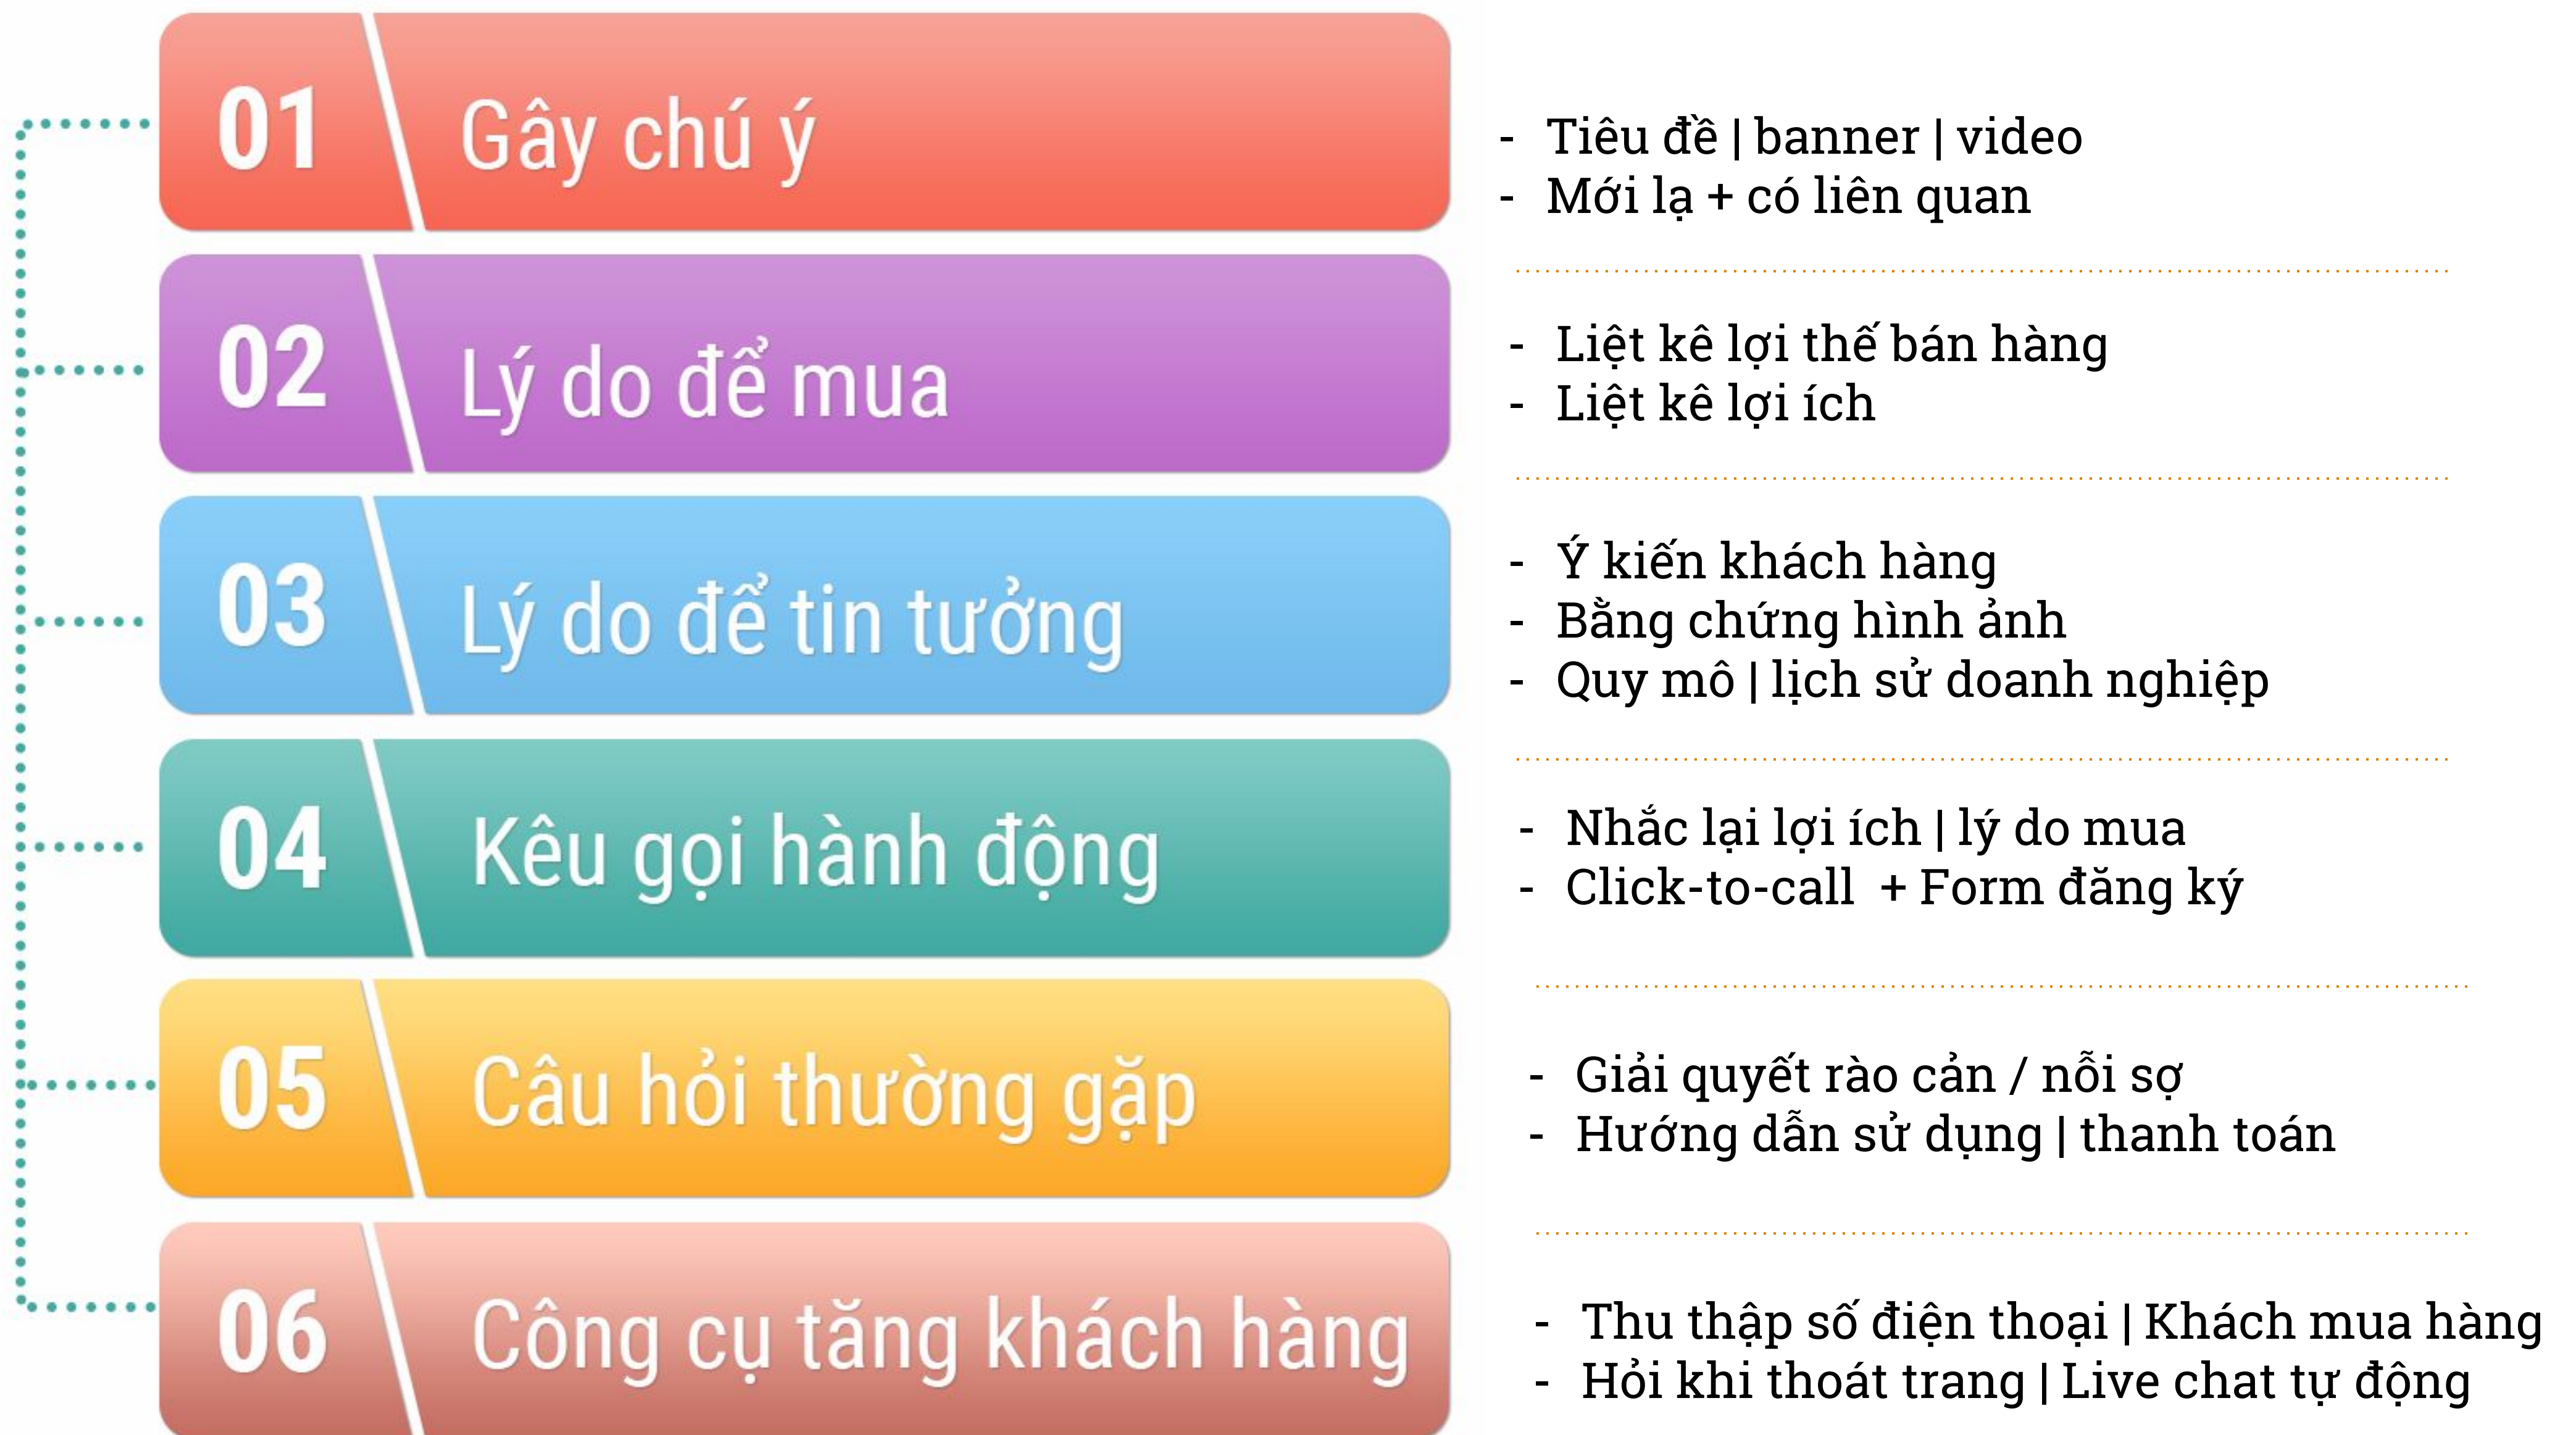 01 Gây chú ý
- Tiêu đề | banner | video
- Mới lạ + có liên quan
02 Lý do để mua
- Liệt kê lợi thế bán hàng
- Liệt kê lợi ích
03 Lý do để tin tưởng
- Ý kiến khách hàng
- Bằng chứng hình ảnh
- Quy mô | lịch sử doanh nghiệp
04 Kêu gọi hành động
- Nhắc lại lợi ích | lý do mua
- Click-to-call + Form đăng ký
05 Câu hỏi thường gặp
- Giải quyết rào cản / nỗi sợ
- Hướng dẫn sử dụng | thanh toán
06 Công cụ tăng khách hàng
- Thu thập số điện thoại | Khách mua hàng
- Hỏi khi thoát trang | Live chat tự động